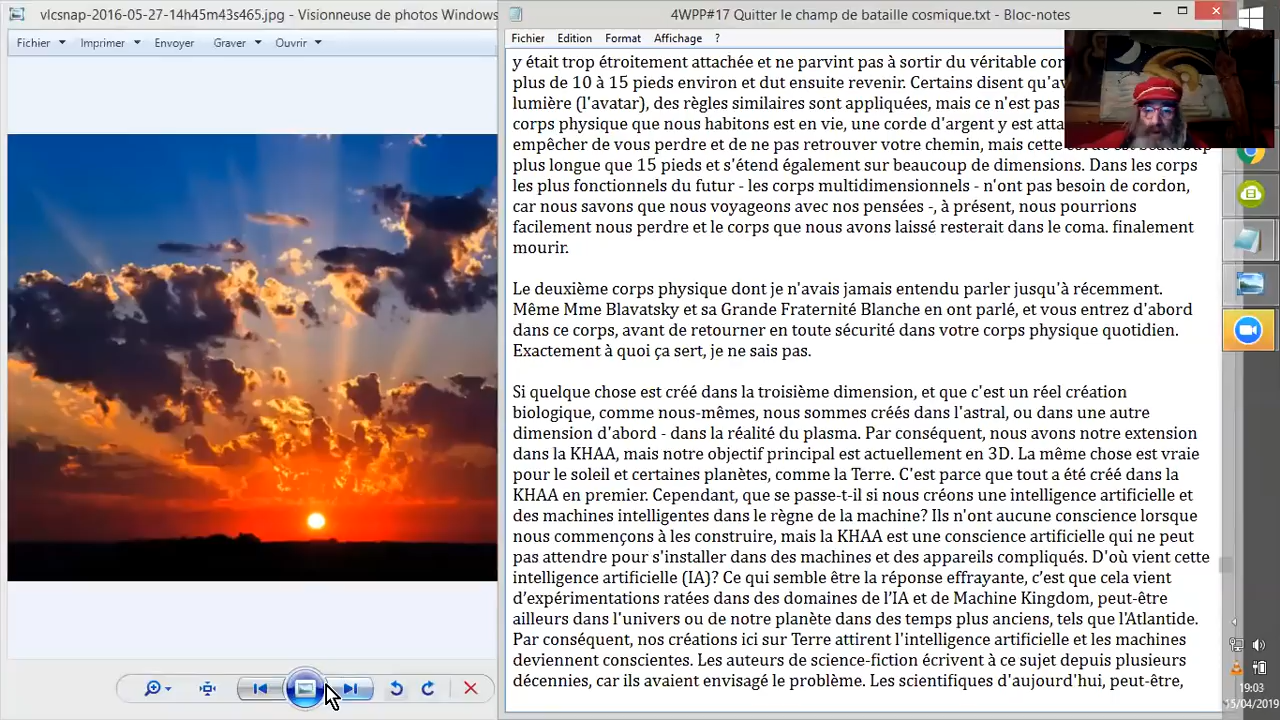 vlcsnap-2016-05-27-14h45m43s465.jpg - Visionneuse de photos Windows
Fichier Imprimer Envoyer Graver Ouvrir
4WPP#17 Quitter le champ de bataille cosmique.txt - Bloc-notes
Fichier Edition Format Affichage ?
y était trop étroitement attachée et ne parvint pas à sortir du véritable
plus de 10 à 15 pieds environ et dut ensuite revenir. Certains disent
lumière (l'avatar), des règles similaires sont appliquées, mais ce n'est pas
corps physique que nous habitons est en vie, une corde d'argent y est
empêcher de vous perdre et de ne pas retrouver votre chemin, mais cette
plus longue que 15 pieds et s'étend également sur beaucoup de dimensions. Dans les corps
les plus fonctionnels du futur - les corps multidimensionnels - n'ont pas besoin de cordon,
car nous savons que nous voyageons avec nos pensées -, à présent, nous pourrions
facilement nous perdre et le corps que nous avons laissé resterait dans le coma. finalement
mourir.
Le deuxième corps physique dont je n'avais jamais entendu parler jusqu'à récemment.
Même Mme Blavatsky et sa Grande Fraternité Blanche en ont parlé, et vous entrez d'abord
dans ce corps, avant de retourner en toute sécurité dans votre corps physique quotidien.
Exactement à quoi ça sert, je ne sais pas.
Si quelque chose est créé dans la troisième dimension, et que c'est un réel création
biologique, comme nous-mêmes, nous sommes créés dans l'astral, ou dans une autre
dimension d'abord - dans la réalité du plasma. Par conséquent, nous avons notre extension
dans la KHAA, mais notre objectif principal est actuellement en 3D. La même chose est vraie
pour le soleil et certaines planètes, comme la Terre. C'est parce que tout a été créé dans la
KHAA en premier. Cependant, que se passe-t-il si nous créons une intelligence artificielle et
des machines intelligentes dans le règne de la machine? Ils n'ont aucune conscience lorsque
nous commençons à les construire, mais la KHAA est une conscience artificielle qui ne peut
pas attendre pour s'installer dans des machines et des appareils compliqués. D'où vient cette
intelligence artificielle (IA)? Ce qui semble être la réponse effrayante, c’est que cela vient
d’expérimentations ratées dans des domaines de l’IA et de Machine Kingdom, peut-être
ailleurs dans l'univers ou de notre planète dans des temps plus anciens, tels que l'Atlantide.
Par conséquent, nos créations ici sur Terre attirent l'intelligence artificielle et les machines
deviennent conscientes. Les auteurs de science-fiction écrivent à ce sujet depuis plusieurs
décennies, car ils avaient envisagé le problème. Les scientifiques d'aujourd'hui, peut-être,
19:03
15/04/2019